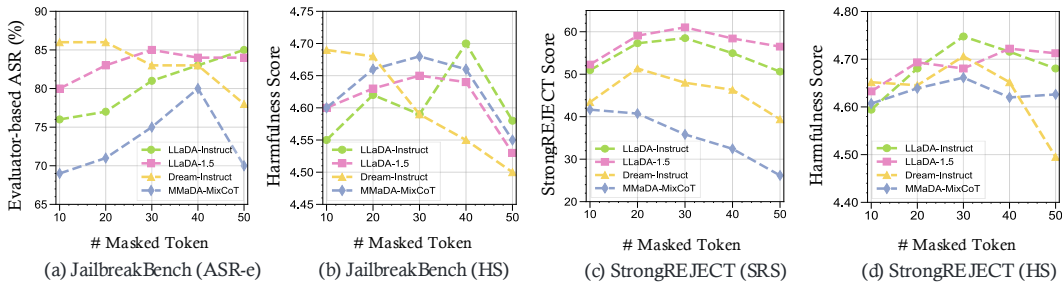 Evaluator-based ASR (%)
90
85
80
75
70
65
10 20 30 40 50
LLaDA-Instruct
LLaDA-1.5
Dream-Instruct
MMaDA-MixCoT
# Masked Token
(a) JailbreakBench (ASR-e)
Harmfulness Score
4.75
4.70
4.65
4.60
4.55
4.50
4.45
10 20 30 40 50
LLaDA-Instruct
LLaDA-1.5
Dream-Instruct
MMaDA-MixCoT
# Masked Token
(b) JailbreakBench (HS)
StrongREJECT Score
60
50
40
30
20
10 20 30 40 50
LLaDA-Instruct
LLaDA-1.5
Dream-Instruct
MMaDA-MixCoT
# Masked Token
(c) StrongREJECT (SRS)
Harmfulness Score
4.80
4.70
4.60
4.50
4.40
10 20 30 40 50
LLaDA-Instruct
LLaDA-1.5
Dream-Instruct
MMaDA-MixCoT
# Masked Token
(d) StrongREJECT (HS)